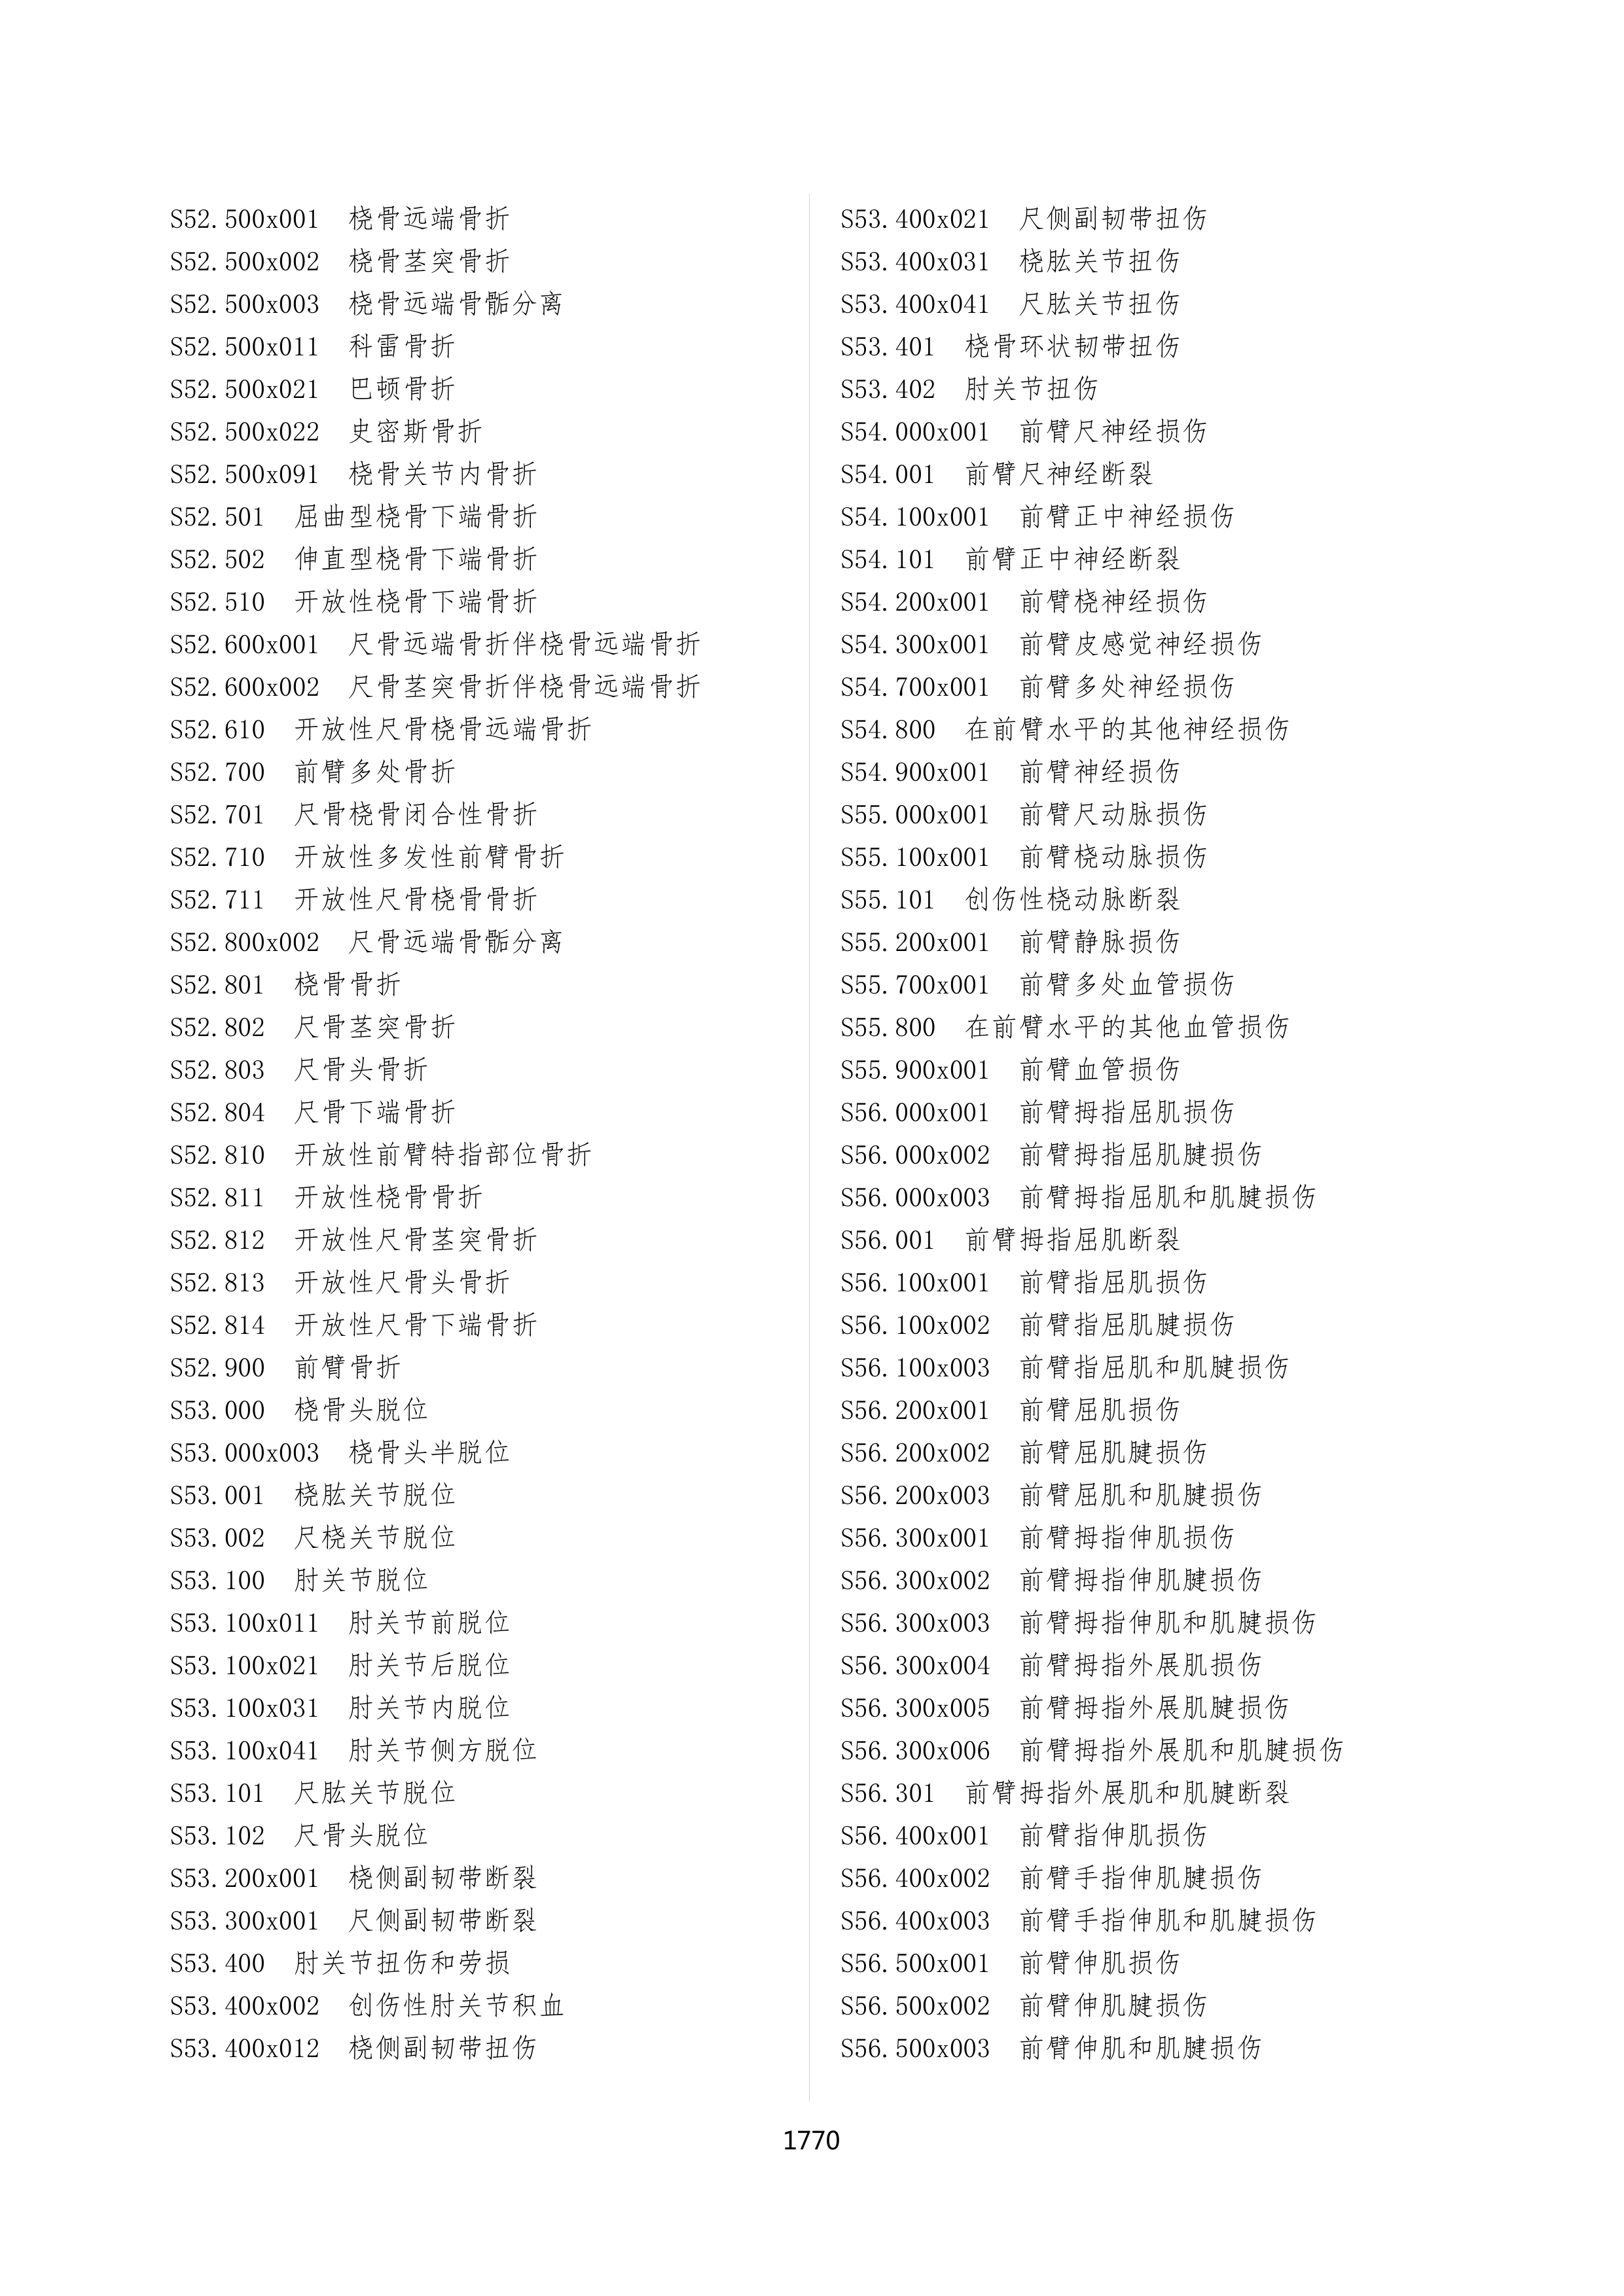 S52.500x001 桡骨远端骨折
S52.500x002 桡骨茎突骨折
S52.500x003 桡骨远端骨骺分离
S52.500x011 科雷骨折
S52.500x021 巴顿骨折
S52.500x022 史密斯骨折
S52.500x091 桡骨关节内骨折
S52.501 屈曲型桡骨下端骨折
S52.502 伸直型桡骨下端骨折
S52.510 开放性桡骨下端骨折
S52.600x001 尺骨远端骨折伴桡骨远端骨折
S52.600x002 尺骨茎突骨折伴桡骨远端骨折
S52.610 开放性尺骨桡骨远端骨折
S52.700 前臂多处骨折
S52.701 尺骨桡骨闭合性骨折
S52.710 开放性多发性前臂骨折
S52.711 开放性尺骨桡骨骨折
S52.800x002 尺骨远端骨骺分离
S52.801 桡骨骨折
S52.802 尺骨茎突骨折
S52.803 尺骨头骨折
S52.804 尺骨下端骨折
S52.810 开放性前臂特指部位骨折
S52.811 开放性桡骨骨折
S52.812 开放性尺骨茎突骨折
S52.813 开放性尺骨头骨折
S52.814 开放性尺骨下端骨折
S52.900 前臂骨折
S53.000 桡骨头脱位
S53.000x003 桡骨头半脱位
S53.001 桡肱关节脱位
S53.002 尺桡关节脱位
S53.100 肘关节脱位
S53.100x011 肘关节前脱位
S53.100x021 肘关节后脱位
S53.100x031 肘关节内脱位
S53.100x041 肘关节侧方脱位
S53.101 尺肱关节脱位
S53.102 尺骨头脱位
S53.200x001 桡侧副韧带断裂
S53.300x001 尺侧副韧带断裂
S53.400 肘关节扭伤和劳损
S53.400x002 创伤性肘关节积血
S53.400x012 桡侧副韧带扭伤
S53.400x021 尺侧副韧带扭伤
S53.400x031 桡肱关节扭伤
S53.400x041 尺肱关节扭伤
S53.401 桡骨环状韧带扭伤
S53.402 肘关节扭伤
S54.000x001 前臂尺神经损伤
S54.001 前臂尺神经断裂
S54.100x001 前臂正中神经损伤
S54.101 前臂正中神经断裂
S54.200x001 前臂桡神经损伤
S54.300x001 前臂皮感觉神经损伤
S54.700x001 前臂多处神经损伤
S54.800 在前臂水平的其他神经损伤
S54.900x001 前臂神经损伤
S55.000x001 前臂尺动脉损伤
S55.100x001 前臂桡动脉损伤
S55.101 创伤性桡动脉断裂
S55.200x001 前臂静脉损伤
S55.700x001 前臂多处血管损伤
S55.800 在前臂水平的其他血管损伤
S55.900x001 前臂血管损伤
S56.000x001 前臂拇指屈肌损伤
S56.000x002 前臂拇指屈肌腱损伤
S56.000x003 前臂拇指屈肌和肌腱损伤
S56.001 前臂拇指屈肌断裂
S56.100x001 前臂指屈肌损伤
S56.100x002 前臂指屈肌腱损伤
S56.100x003 前臂指屈肌和肌腱损伤
S56.200x001 前臂屈肌损伤
S56.200x002 前臂屈肌腱损伤
S56.200x003 前臂屈肌和肌腱损伤
S56.300x001 前臂拇指伸肌损伤
S56.300x002 前臂拇指伸肌腱损伤
S56.300x003 前臂拇指伸肌和肌腱损伤
S56.300x004 前臂拇指外展肌损伤
S56.300x005 前臂拇指外展肌腱损伤
S56.300x006 前臂拇指外展肌和肌腱损伤
S56.301 前臂拇指外展肌和肌腱断裂
S56.400x001 前臂指伸肌损伤
S56.400x002 前臂手指伸肌腱损伤
S56.400x003 前臂手指伸肌和肌腱损伤
S56.500x001 前臂伸肌损伤
S56.500x002 前臂伸肌腱损伤
S56.500x003 前臂伸肌和肌腱损伤
1770